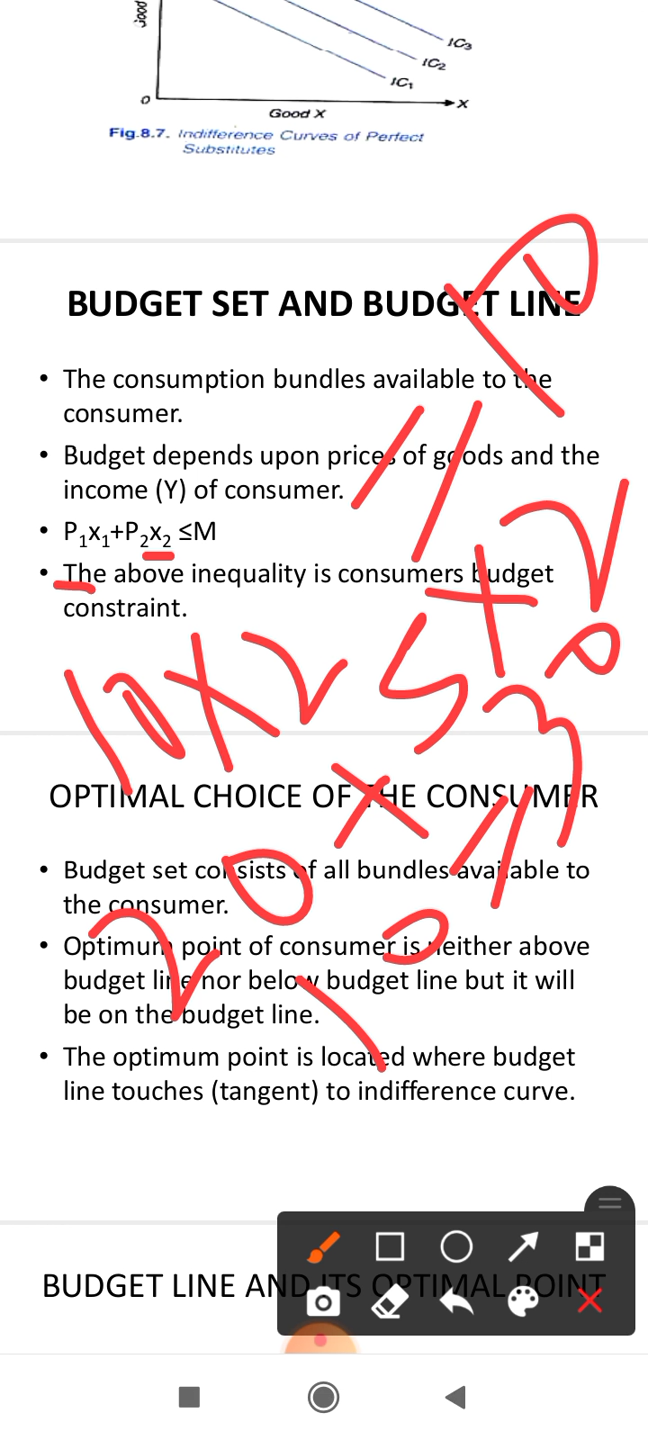 IC3
IC2
IC1
0
X
Good X
Fig.8.7. Indifference Curves of Perfect
Substitutes
BUDGET SET AND BUDGET LINE
• The consumption bundles available to the
consumer.
• Budget depends upon prices of goods and the
income (Y) of consumer.
• P1x1+P2x2 ≤M
• The above inequality is consumers budget
constraint.
10x2
5x2
OPTIMAL CHOICE OF THE CONSUMER
• Budget set consists of all bundles available to
the consumer.
• Optimum point of consumer is neither above
budget line nor below budget line but it will
be on the budget line.
• The optimum point is located where budget
line touches (tangent) to indifference curve.
BUDGET LINE AND ITS OPTIMAL POINT